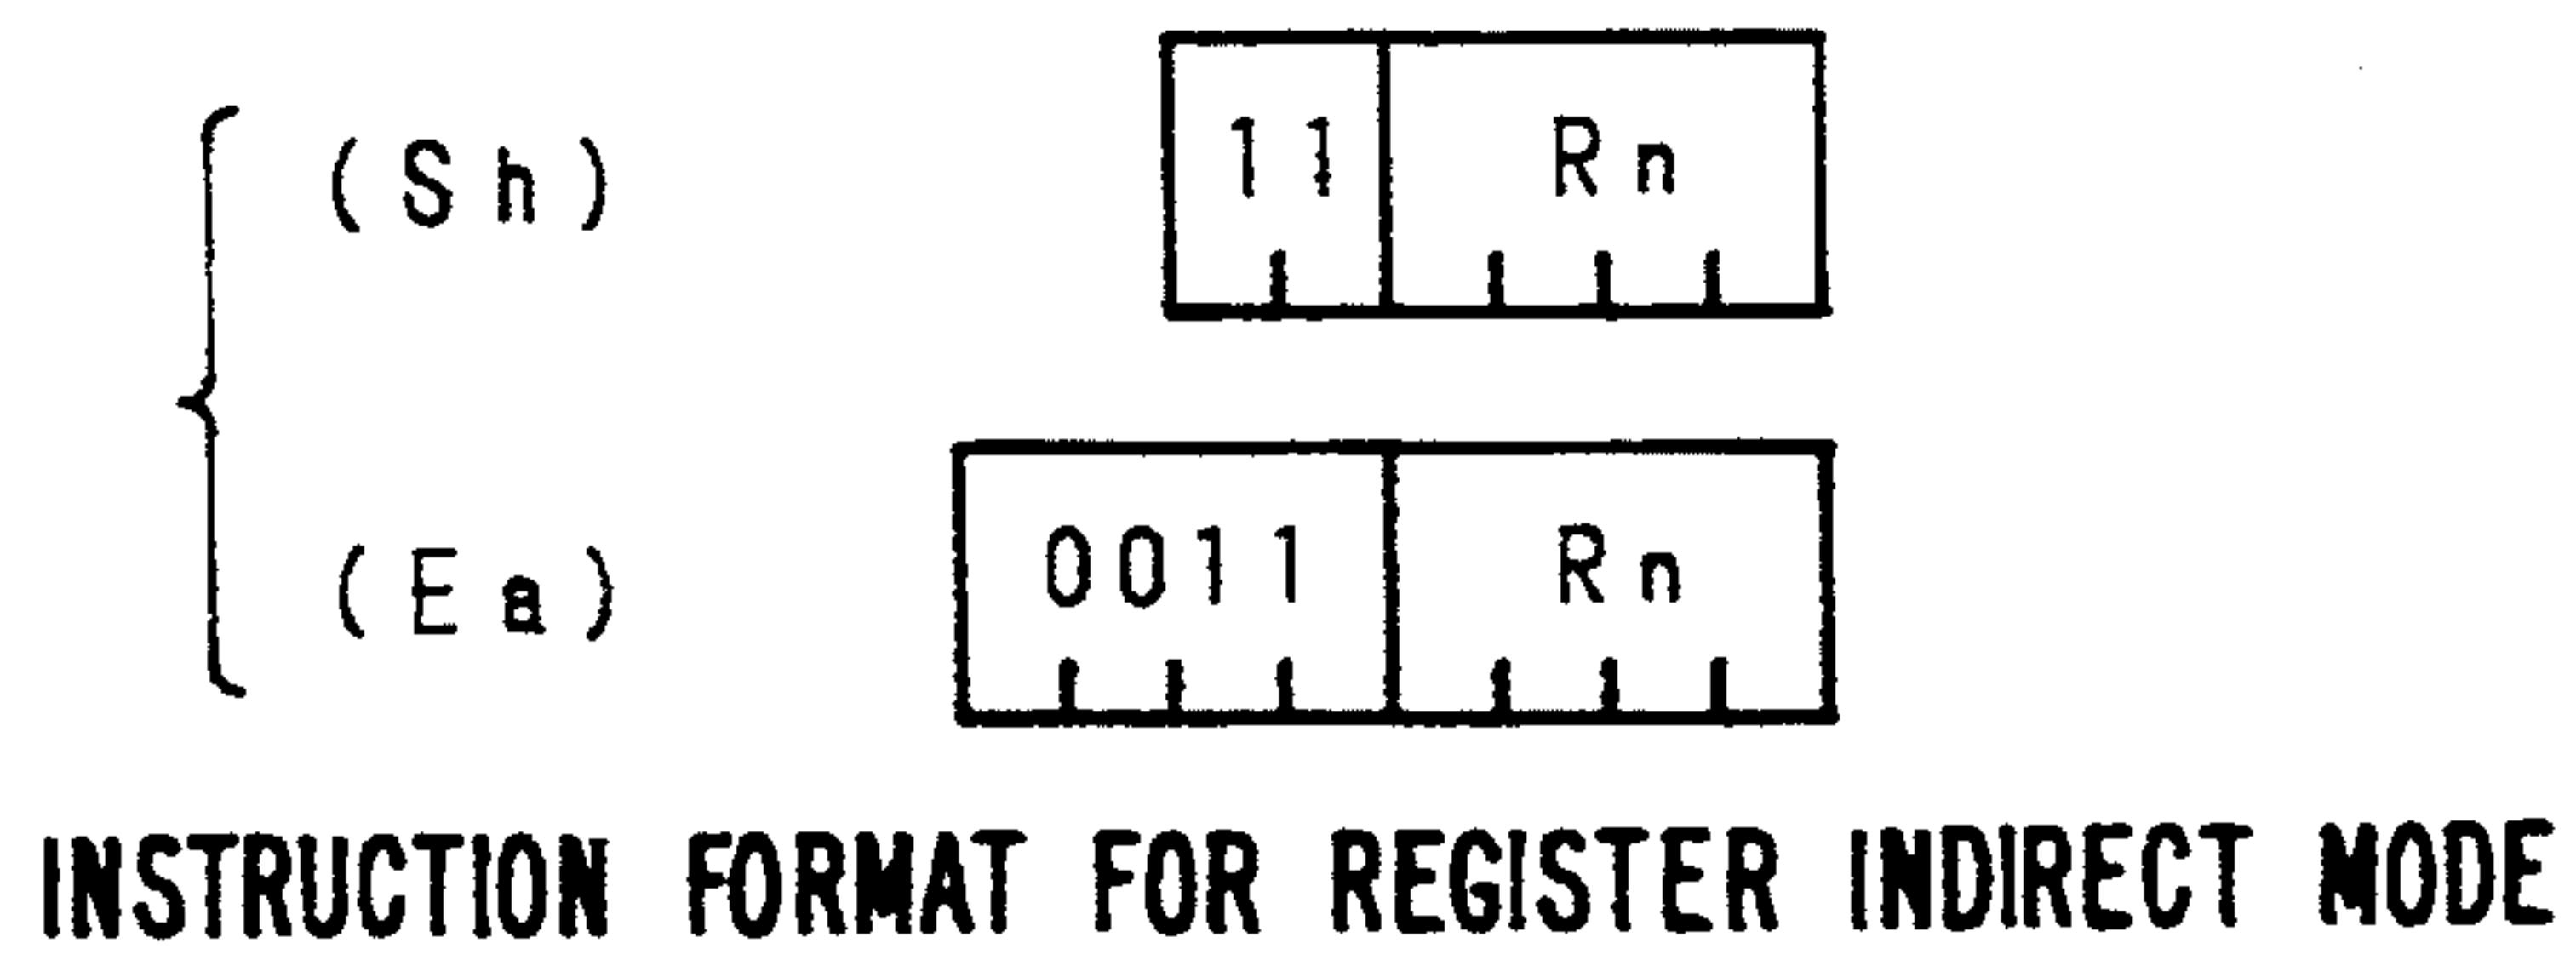 (Sh) 11 Rn
(Ea) 0011 Rn
INSTRUCTION FORMAT FOR REGISTER INDIRECT MODE